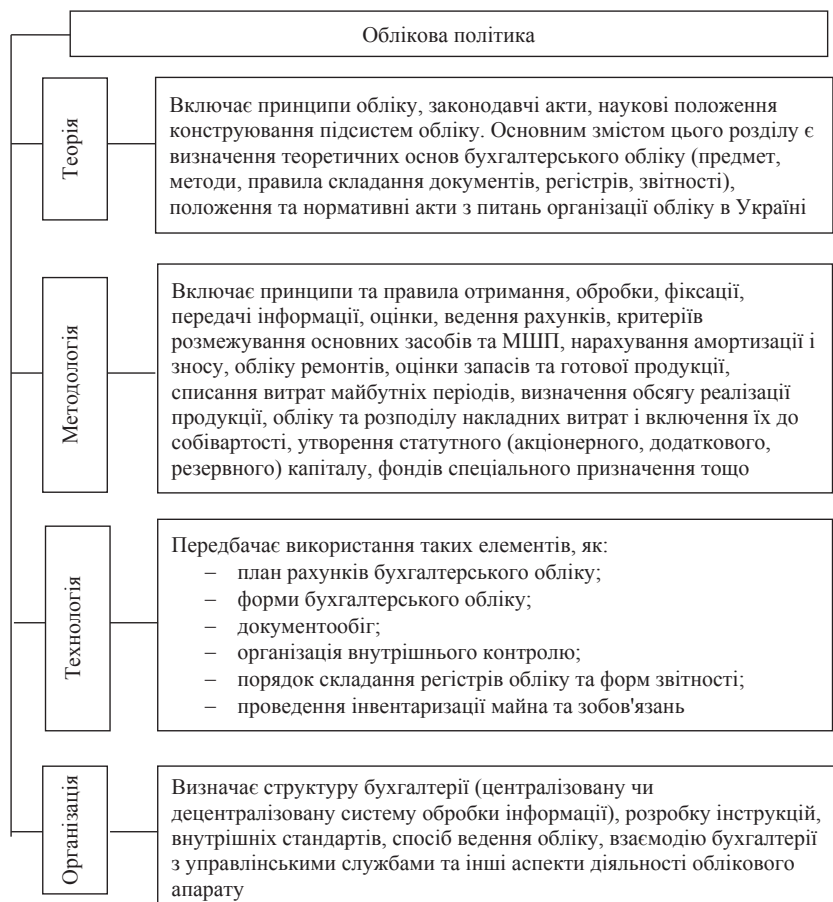 Облікова політика
Теорія
Включає принципи обліку, законодавчі акти, наукові положення
конструювання підсистем обліку. Основним змістом цього розділу є
визначення теоретичних основ бухгалтерського обліку (предмет,
методи, правила складання документів, регістрів, звітності),
положення та нормативні акти з питань організації обліку в Україні
Методологія
Включає принципи та правила отримання, обробки, фіксації,
передачі інформації, оцінки, ведення рахунків, критеріїв
розмежування основних засобів та МШП, нарахування амортизації і
зносу, обліку ремонтів, оцінки запасів та готової продукції,
списання витрат майбутніх періодів, визначення обсягу реалізації
продукції, обліку та розподілу накладних витрат і включення їх до
собівартості, утворення статутного (акціонерного, додаткового,
резервного) капіталу, фондів спеціального призначення тощо
Технологія
Передбачає використання таких елементів, як:
– план рахунків бухгалтерського обліку;
– форми бухгалтерського обліку;
– документообіг;
– організація внутрішнього контролю;
– порядок складання регістрів обліку та форм звітності;
– проведення інвентаризації майна та зобов'язань
Організація
Визначає структуру бухгалтерії (централізовану чи
децентралізовану систему обробки інформації), розробку інструкцій,
внутрішніх стандартів, спосіб ведення обліку, взаємодію бухгалтерії
з управлінськими службами та інші аспекти діяльності облікового
апарату